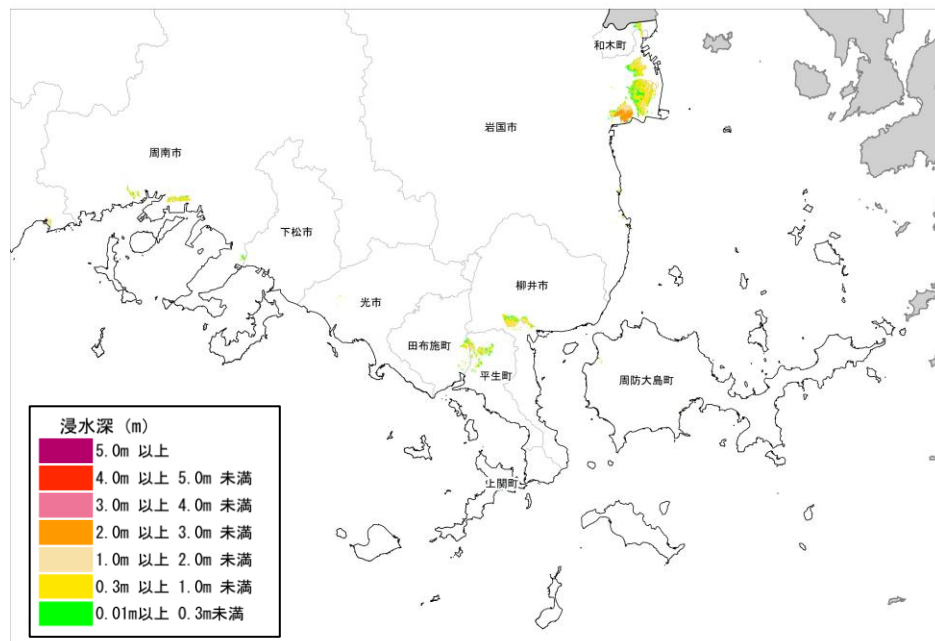 和木町
岩国市
周南市
下松市
柳井市
光市
田布施町
平生町
周防大島町
上関町
浸水深 (m)
5.0m 以上
4.0m 以上 5.0m 未満
3.0m 以上 4.0m 未満
2.0m 以上 3.0m 未満
1.0m 以上 2.0m 未満
0.3m 以上 1.0m 未満
0.01m以上 0.3m未満